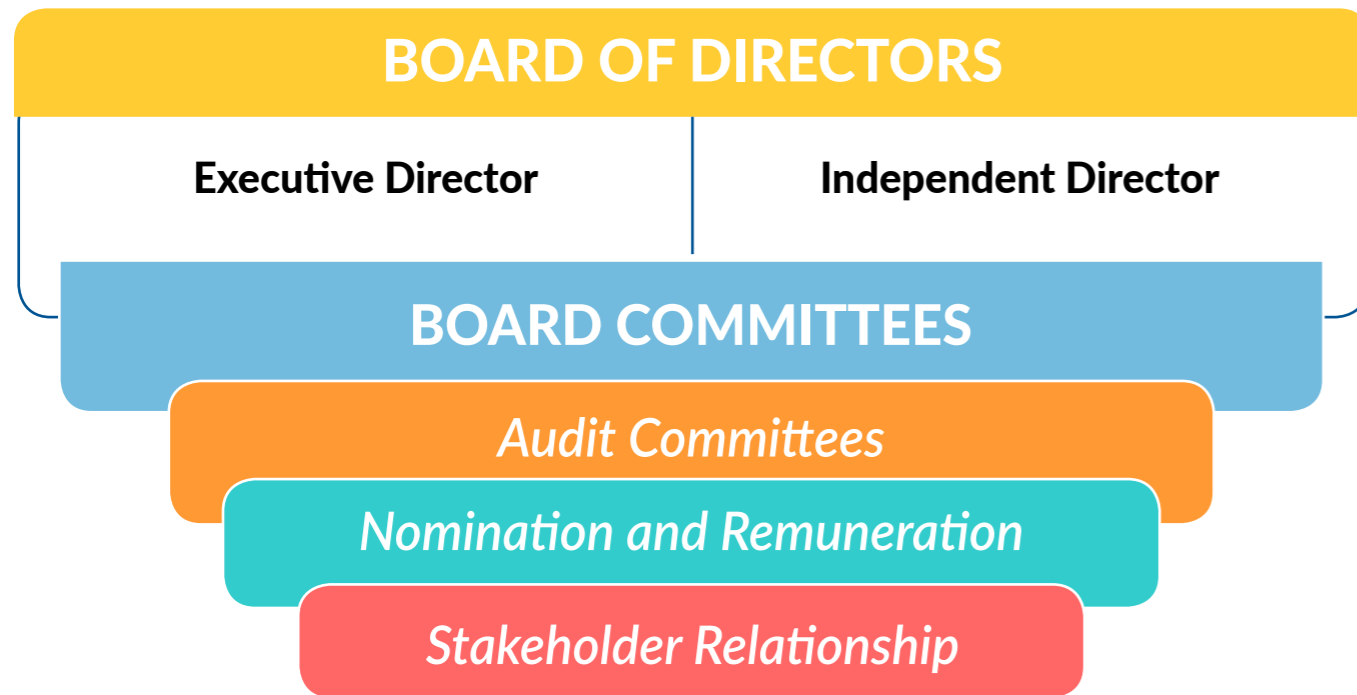 BOARD OF DIRECTORS
Executive Director
Independent Director
BOARD COMMITTEES
Audit Committees
Nomination and Remuneration
Stakeholder Relationship